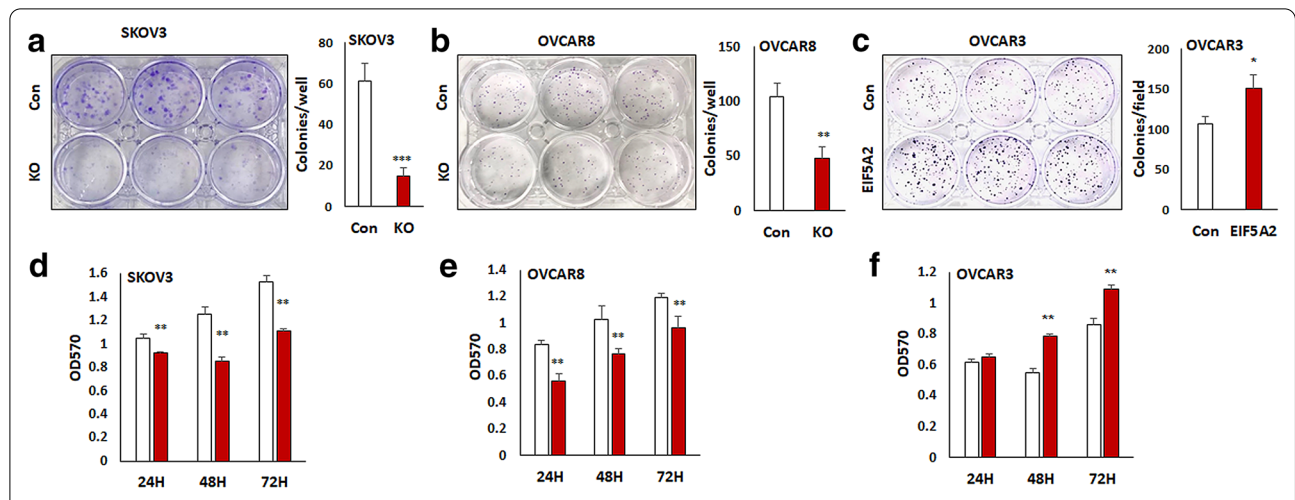 a
SKOV3
Con
KO
80
60
40
20
0
Colonies/well
SKOV3
***
Con KO
b
OVCAR8
Con
KO
150
100
50
0
Colonies/well
OVCAR8
**
Con KO
c
OVCAR3
Con
EIF5A2
200
150
100
50
0
Colonies/field
OVCAR3
*
Con EIF5A2
d
SKOV3
1.6
1.4
1.2
1
0.8
0.6
0.4
0.2
0
OD570
** ** **
24H 48H 72H
e
OVCAR8
1.4
1.2
1
0.8
0.6
0.4
0.2
0
OD570
** ** **
24H 48H 72H
f
OVCAR3
1.2
1
0.8
0.6
0.4
0.2
0
OD570
** **
24H 48H 72H